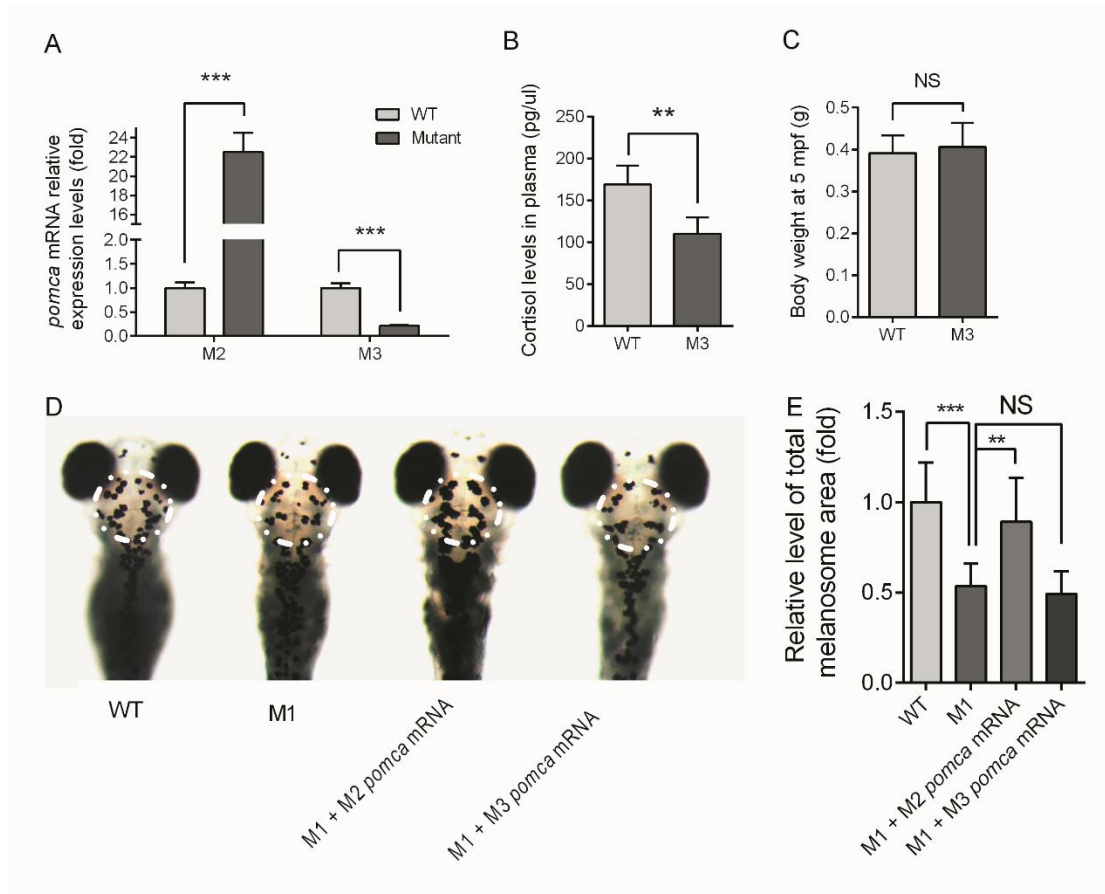 A
pomca mRNA relative
expression levels (fold)
***
***
WT
Mutant
24
22
20
18
16
2.0
1.5
1.0
0.5
0.0
M2
M3
B
Cortisol levels in plasma (pg/ul)
**
250
200
150
100
50
0
WT
M3
C
Body weight at 5 mpf (g)
NS
0.5
0.4
0.3
0.2
0.1
0.0
WT
M3
D
WT
M1
M1 + M2 pomca mRNA
M1 + M3 pomca mRNA
E
Relative level of total
melanosome area (fold)
***
NS
**
1.5
1.0
0.5
0.0
WT
M1
M1 + M2 pomca mRNA
M1 + M3 pomca mRNA